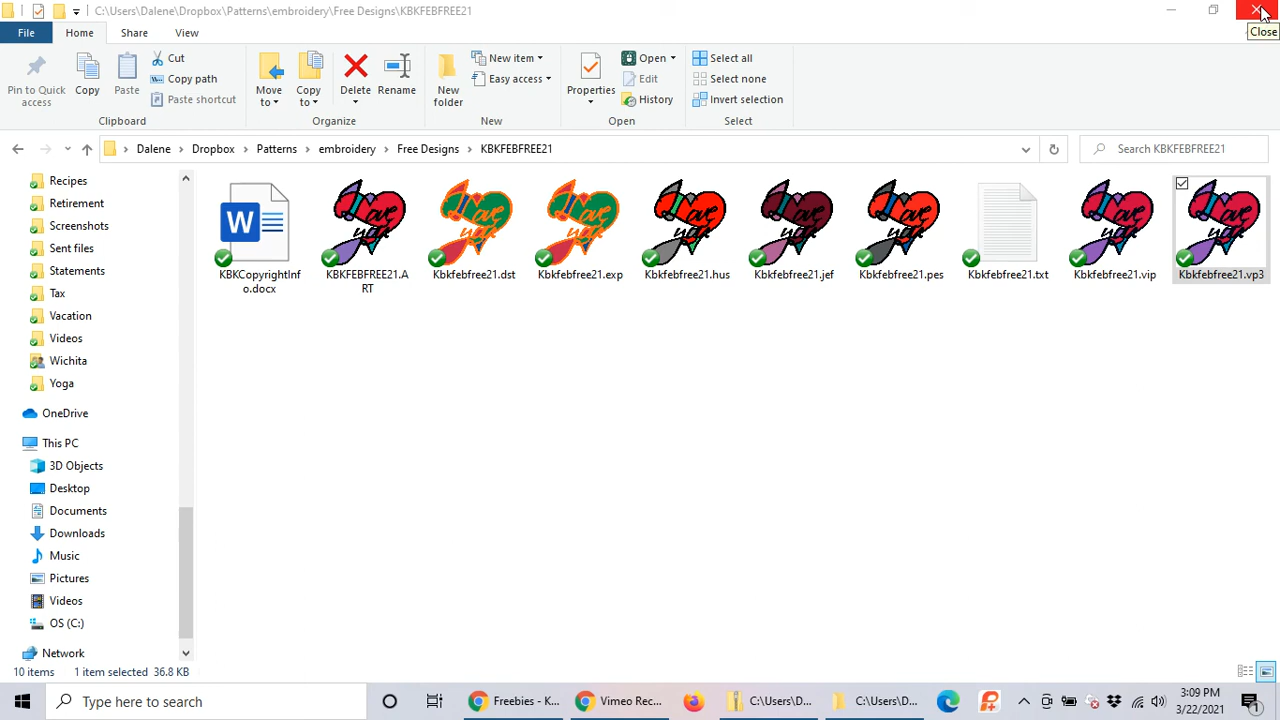 C:\Users\Dalene\Dropbox\Patterns\embroidery\Free Designs\KBKFEBFREE21
Close
File Home Share View
Pin to Quick access
Copy
Paste
Cut
Copy path
Paste shortcut
Move to
Copy to
Delete
Rename
New folder
New item
Easy access
Properties
Open
Edit
History
Select all
Select none
Invert selection
Clipboard Organize New Open Select
Dalene > Dropbox > Patterns > embroidery > Free Designs > KBKFEBFREE21
Search KBKFEBFREE21
Recipes
Retirement
Screenshots
Sent files
Statements
Tax
Vacation
Videos
Wichita
Yoga
OneDrive
This PC
3D Objects
Desktop
Documents
Downloads
Music
Pictures
Videos
OS (C:)
Network
W
KBKCopyrightInf
o.docx
KBKFEBFREE21.A
RT
Kbkfebfree21.dst
Kbkfebfree21.exp
Kbkfebfree21.hus
Kbkfebfree21.jef
Kbkfebfree21.pes
Kbkfebfree21.txt
Kbkfebfree21.vip
Kbkfebfree21.vp3
10 items 1 item selected 36.8 KB
Type here to search
Freebies - K...
Vimeo Rec...
C:\Users\D...
C:\Users\D...
3:09 PM
3/22/2021
1